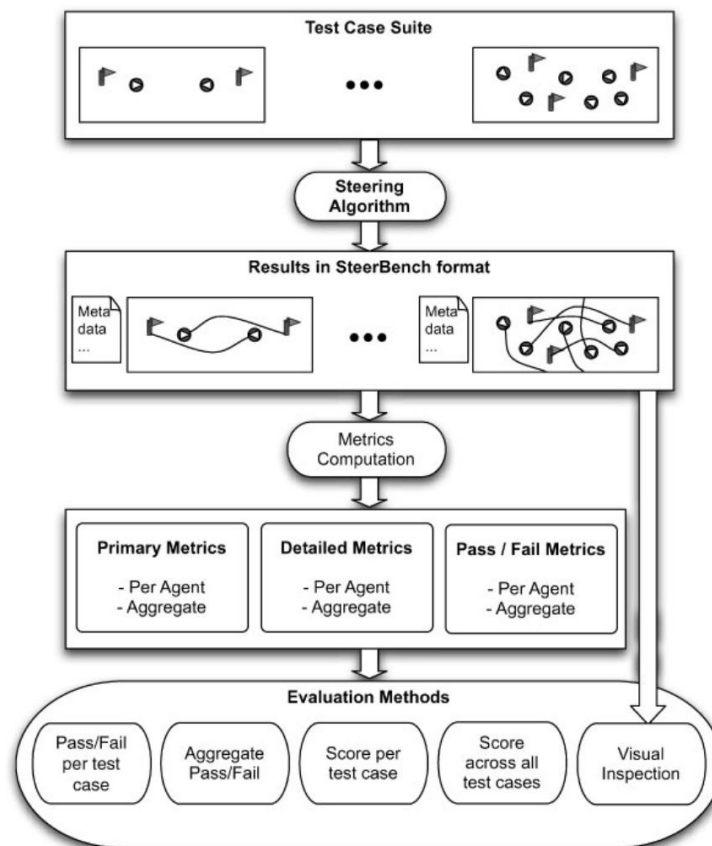 Test Case Suite
Steering
Algorithm
Results in SteerBench format
Meta
data
...
Meta
data
...
Metrics
Computation
Primary Metrics
- Per Agent
- Aggregate
Detailed Metrics
- Per Agent
- Aggregate
Pass / Fail Metrics
- Per Agent
- Aggregate
Evaluation Methods
Pass/Fail
per test
case
Aggregate
Pass/Fail
Score per
test case
Score
across all
test cases
Visual
Inspection